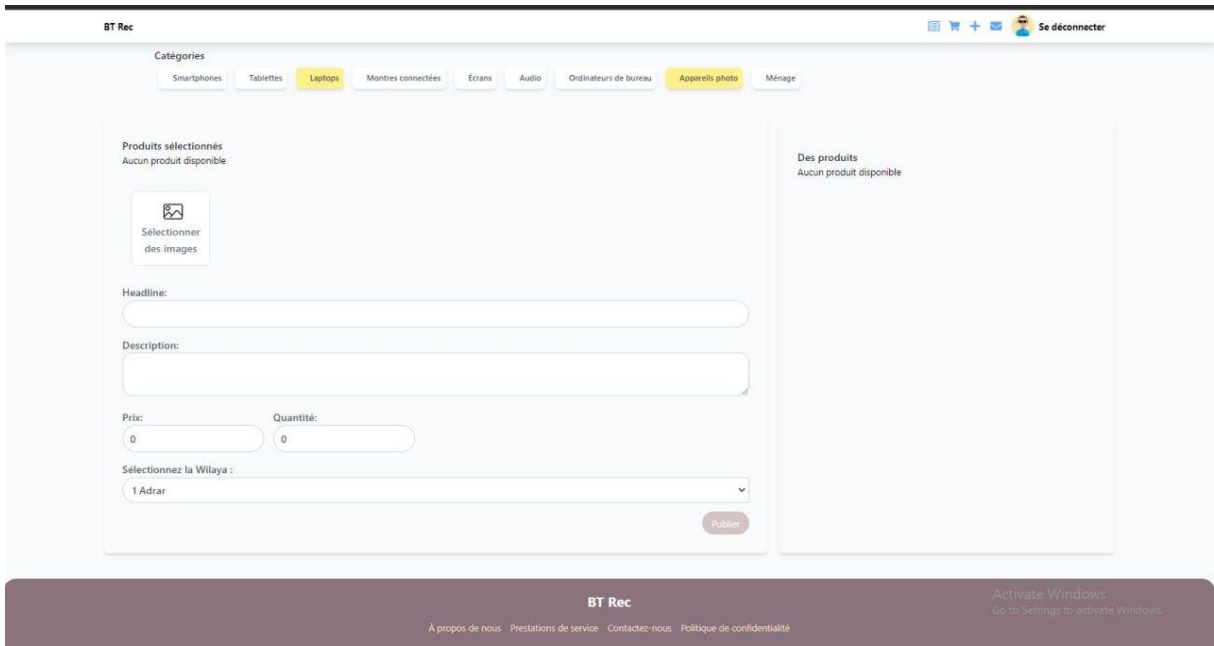 BT Rec
Se déconnecter
Catégories
Smartphones Tablettes Laptops Montres connectées Écrans Audio Ordinateurs de bureau Appareils photo Ménage
Produits sélectionnés
Aucun produit disponible
Des produits
Aucun produit disponible
Sélectionner
des images
Headline:
Description:
Prix: Quantité:
0 0
Sélectionnez la Wilaya :
1 Adrar
Publier
BT Rec
À propos de nous Prestations de service Contactez-nous Politique de confidentialité
Activate Windows
Go to Settings to activate Windows.